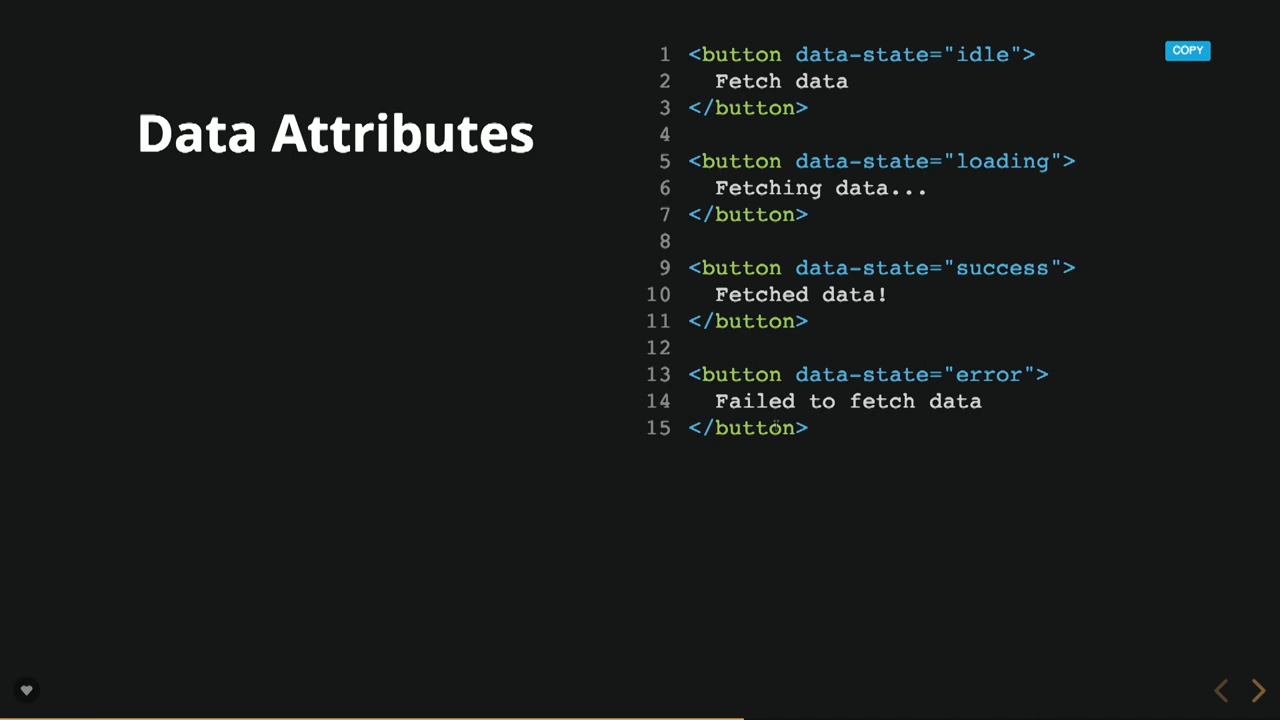 Data Attributes
COPY
1 <button data-state="idle">
2   Fetch data
3 </button>
4
5 <button data-state="loading">
6   Fetching data...
7 </button>
8
9 <button data-state="success">
10   Fetched data!
11 </button>
12
13 <button data-state="error">
14   Failed to fetch data
15 </button>